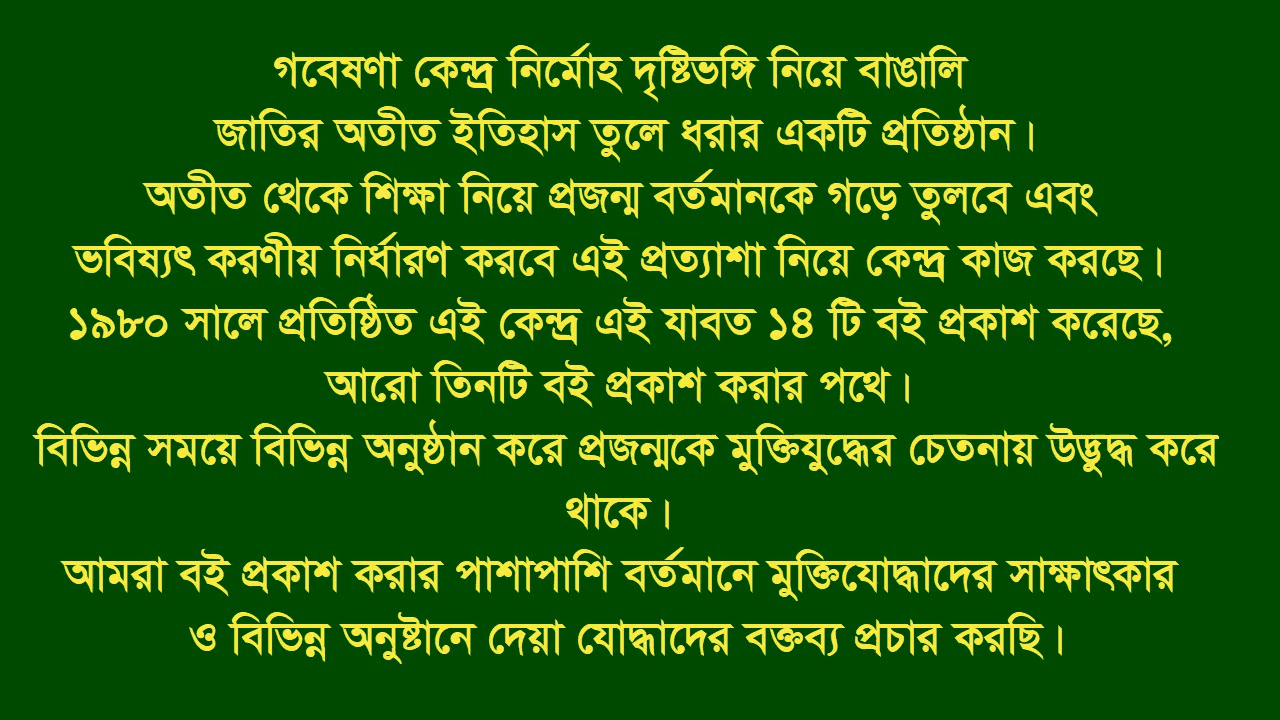 গবেষণা কেন্দ্র নির্মোহ দৃষ্টিভঙ্গি নিয়ে বাঙালি
জাতির অতীত ইতিহাস তুলে ধরার একটি প্রতিষ্ঠান।
অতীত থেকে শিক্ষা নিয়ে প্রজন্ম বর্তমানকে গড়ে তুলবে এবং
ভবিষ্যৎ করণীয় নির্ধারণ করবে এই প্রত্যাশা নিয়ে কেন্দ্র কাজ করছে।
১৯৮০ সালে প্রতিষ্ঠিত এই কেন্দ্র এই যাবত ১৪ টি বই প্রকাশ করেছে,
আরো তিনটি বই প্রকাশ করার পথে।
বিভিন্ন সময়ে বিভিন্ন অনুষ্ঠান করে প্রজন্মকে মুক্তিযুদ্ধের চেতনায় উদ্ভুদ্ধ করে
থাকে।
আমরা বই প্রকাশ করার পাশাপাশি বর্তমানে মুক্তিযোদ্ধাদের সাক্ষাৎকার
ও বিভিন্ন অনুষ্টানে দেয়া যোদ্ধাদের বক্তব্য প্রচার করছি।